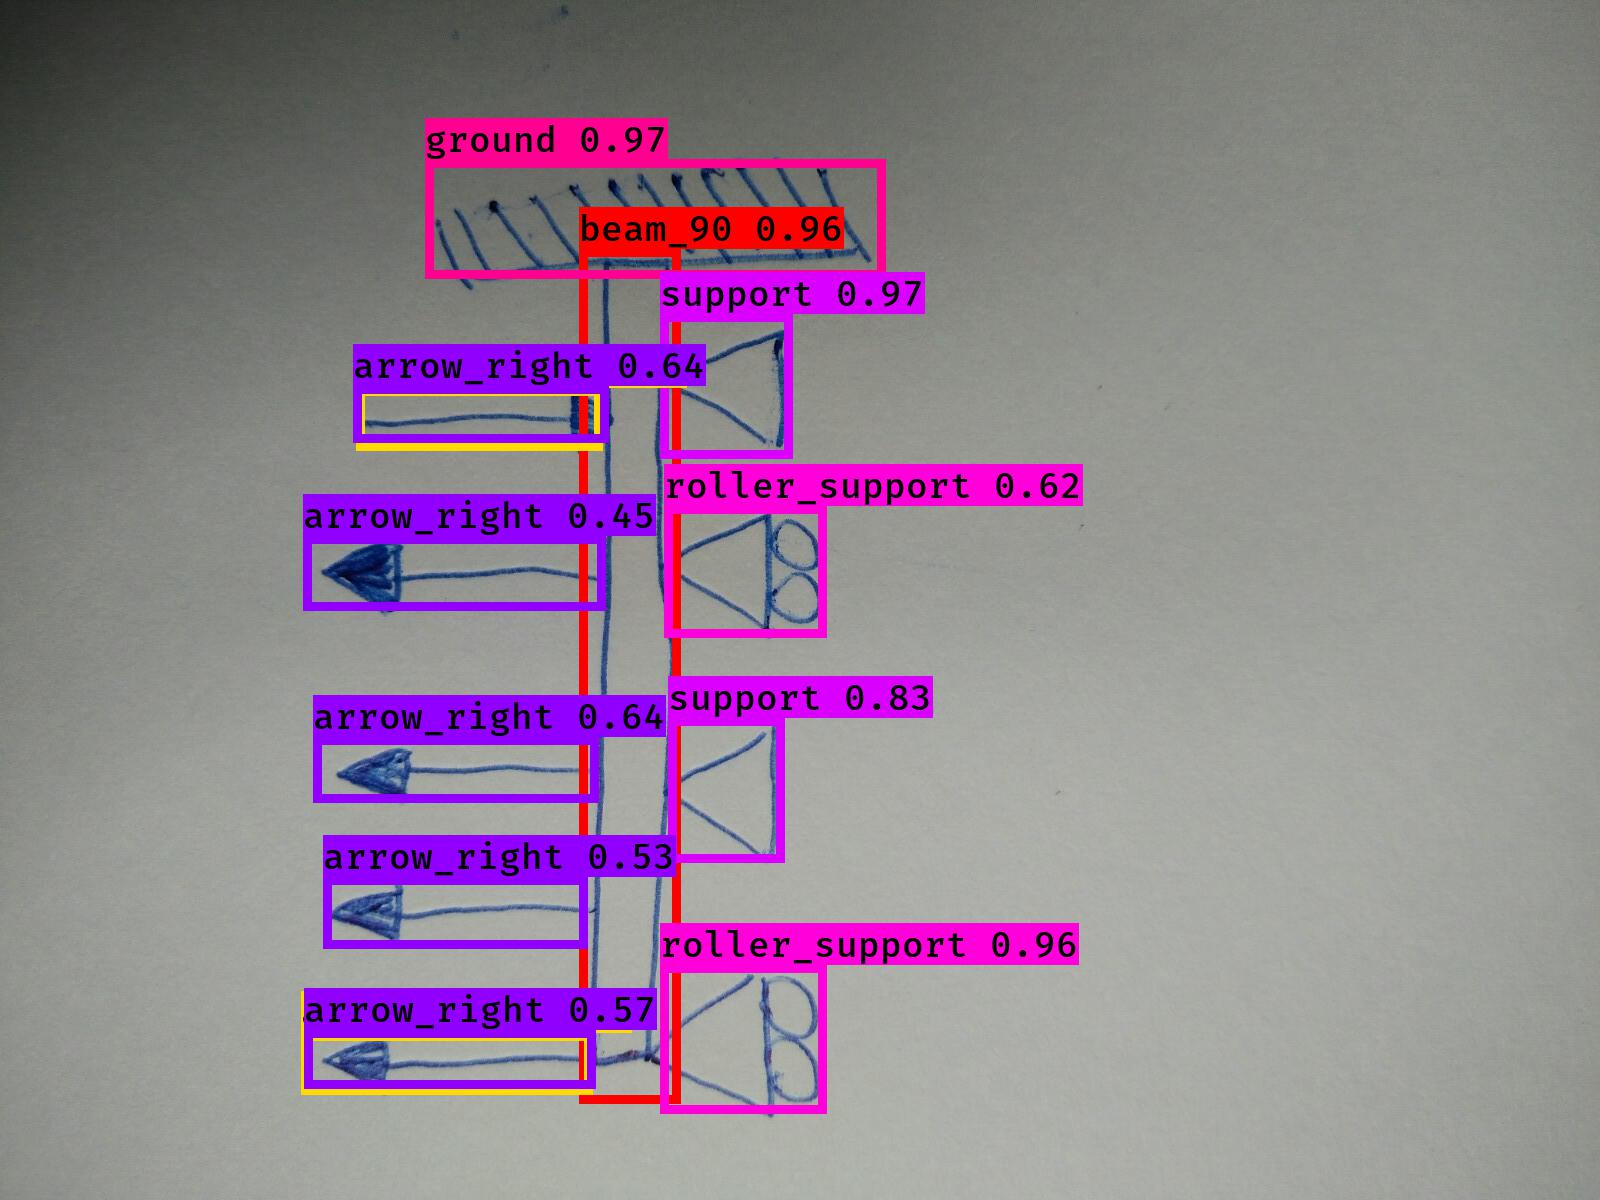 ground 0.97
beam_90 0.96
support 0.97
arrow_right 0.64
roller_support 0.62
arrow_right 0.45
support 0.83
arrow_right 0.64
arrow_right 0.53
roller_support 0.96
arrow_right 0.57